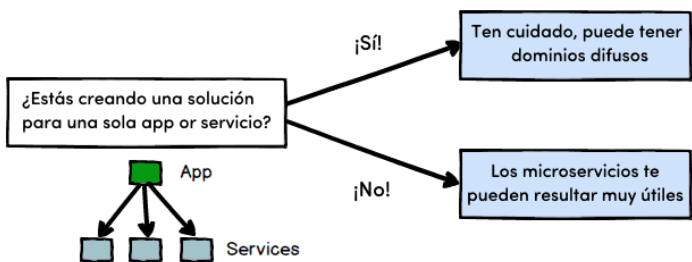 ¡Sí!
Ten cuidado, puede tener
dominios difusos
¿Estás creando una solución
para una sola app or servicio?
App
¡No!
Los microservicios te
pueden resultar muy útiles
Services